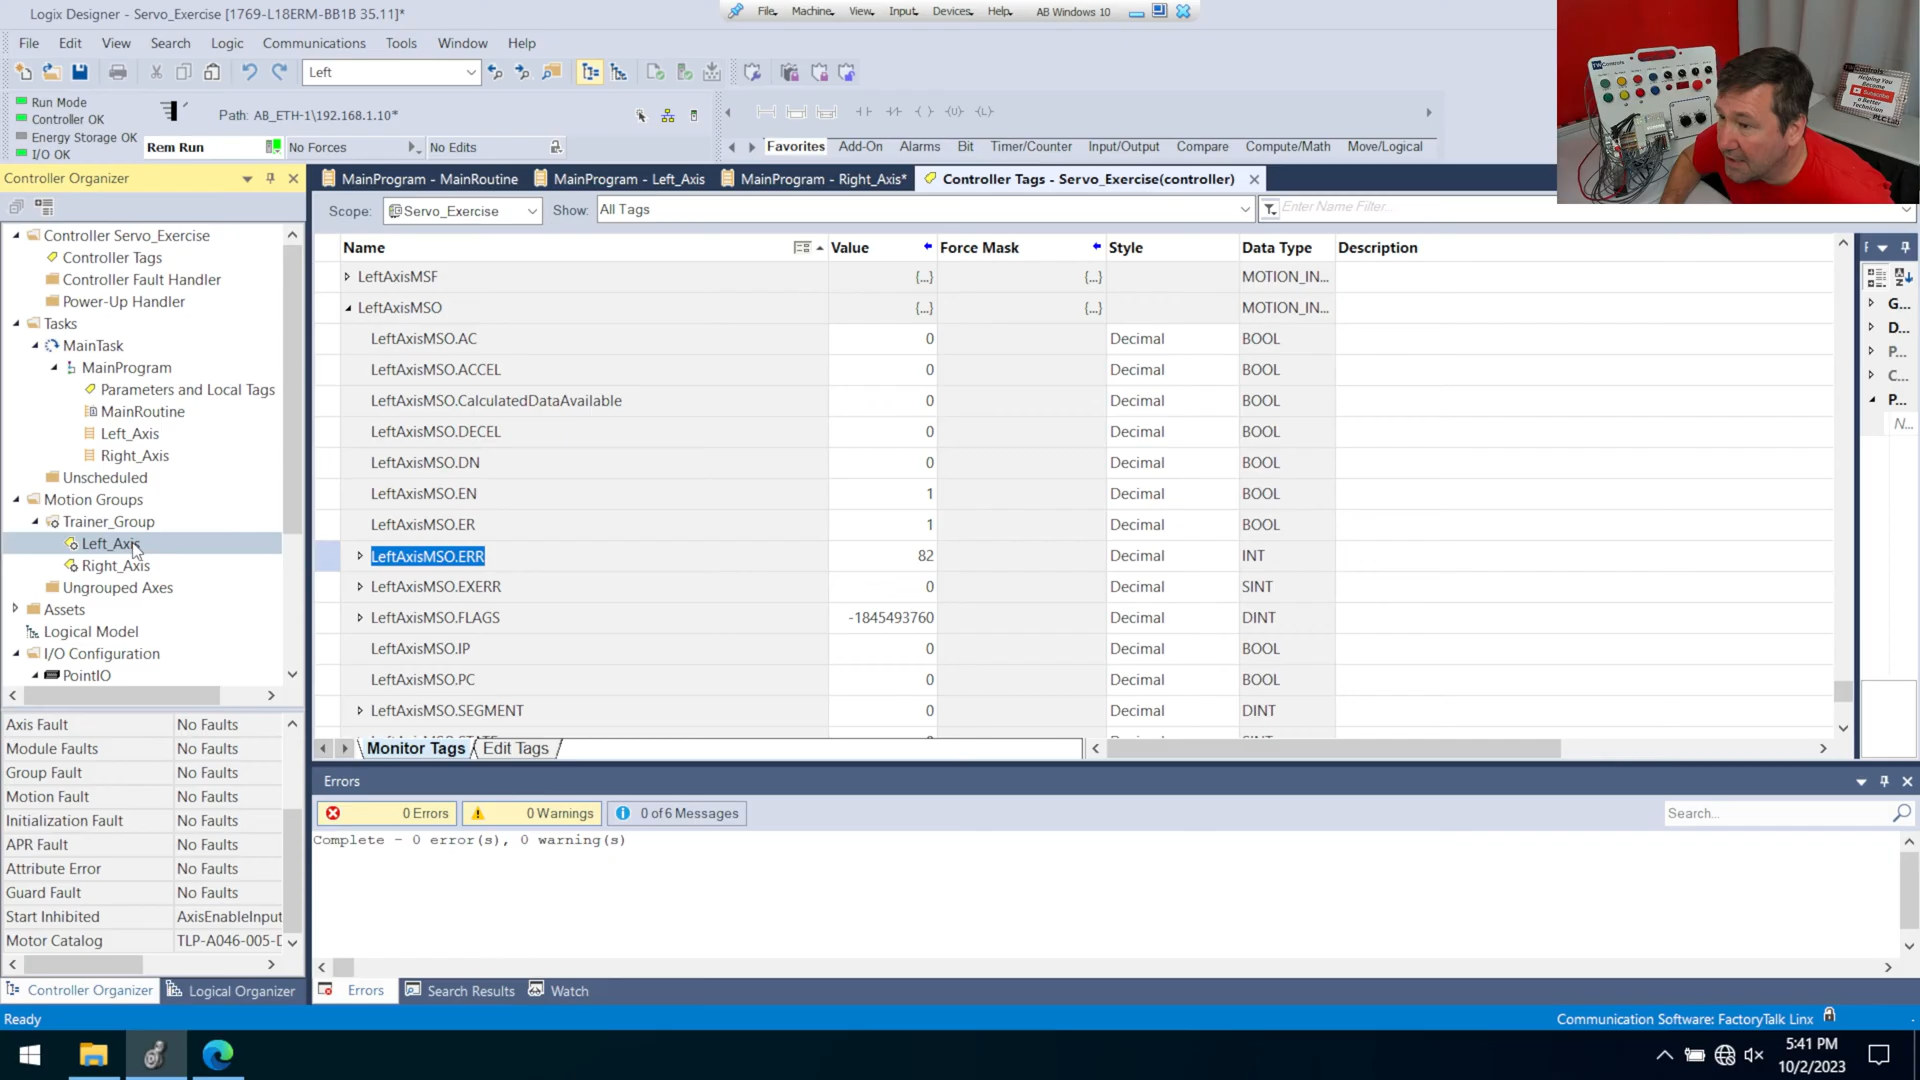 Logix Designer - Servo_Exercise [1769-L18ERM-BB1B 35.11]*
File Machine View Input Devices Help AB Windows 10
File Edit View Search Logic Communications Tools Window Help
Left
Run Mode
Controller OK
Energy Storage OK
I/O OK
Path: AB_ETH-1\192.168.1.10*
Rem Run No Forces No Edits
Favorites Add-On Alarms Bit Timer/Counter Input/Output Compare Compute/Math Move/Logical
Controller Organizer
MainProgram - MainRoutine MainProgram - Left_Axis MainProgram - Right_Axis* Controller Tags - Servo_Exercise(controller)
Scope: Servo_Exercise Show: All Tags Enter Name Filter...
Controller Servo_Exercise
Controller Tags
Controller Fault Handler
Power-Up Handler
Tasks
MainTask
MainProgram
Parameters and Local Tags
MainRoutine
Left_Axis
Right_Axis
Unscheduled
Motion Groups
Trainer_Group
Left_Axis
Right_Axis
Ungrouped Axes
Assets
Logical Model
I/O Configuration
PointIO
Axis Fault No Faults
Module Faults No Faults
Group Fault No Faults
Motion Fault No Faults
Initialization Fault No Faults
APR Fault No Faults
Attribute Error No Faults
Guard Fault No Faults
Start Inhibited AxisEnableInput
Motor Catalog TLP-A046-005-D
Controller Organizer Logical Organizer
Name Value Force Mask Style Data Type Description
LeftAxisMSF {...} {...} MOTION_IN...
LeftAxisMSO {...} {...} MOTION_IN...
LeftAxisMSO.AC 0 Decimal BOOL
LeftAxisMSO.ACCEL 0 Decimal BOOL
LeftAxisMSO.CalculatedDataAvailable 0 Decimal BOOL
LeftAxisMSO.DECEL 0 Decimal BOOL
LeftAxisMSO.DN 0 Decimal BOOL
LeftAxisMSO.EN 1 Decimal BOOL
LeftAxisMSO.ER 1 Decimal BOOL
LeftAxisMSO.ERR 82 Decimal INT
LeftAxisMSO.EXERR 0 Decimal SINT
LeftAxisMSO.FLAGS -1845493760 Decimal DINT
LeftAxisMSO.IP 0 Decimal BOOL
LeftAxisMSO.PC 0 Decimal BOOL
LeftAxisMSO.SEGMENT 0 Decimal DINT
Monitor Tags Edit Tags
G...
D...
P...
C...
P...
N...
Errors
0 Errors 0 Warnings 0 of 6 Messages Search...
Complete - 0 error(s), 0 warning(s)
Errors Search Results Watch
Ready
Communication Software: FactoryTalk Linx
5:41 PM
10/2/2023
Helping You
Become
Subscribe
a Better
Technician
PLC Lab